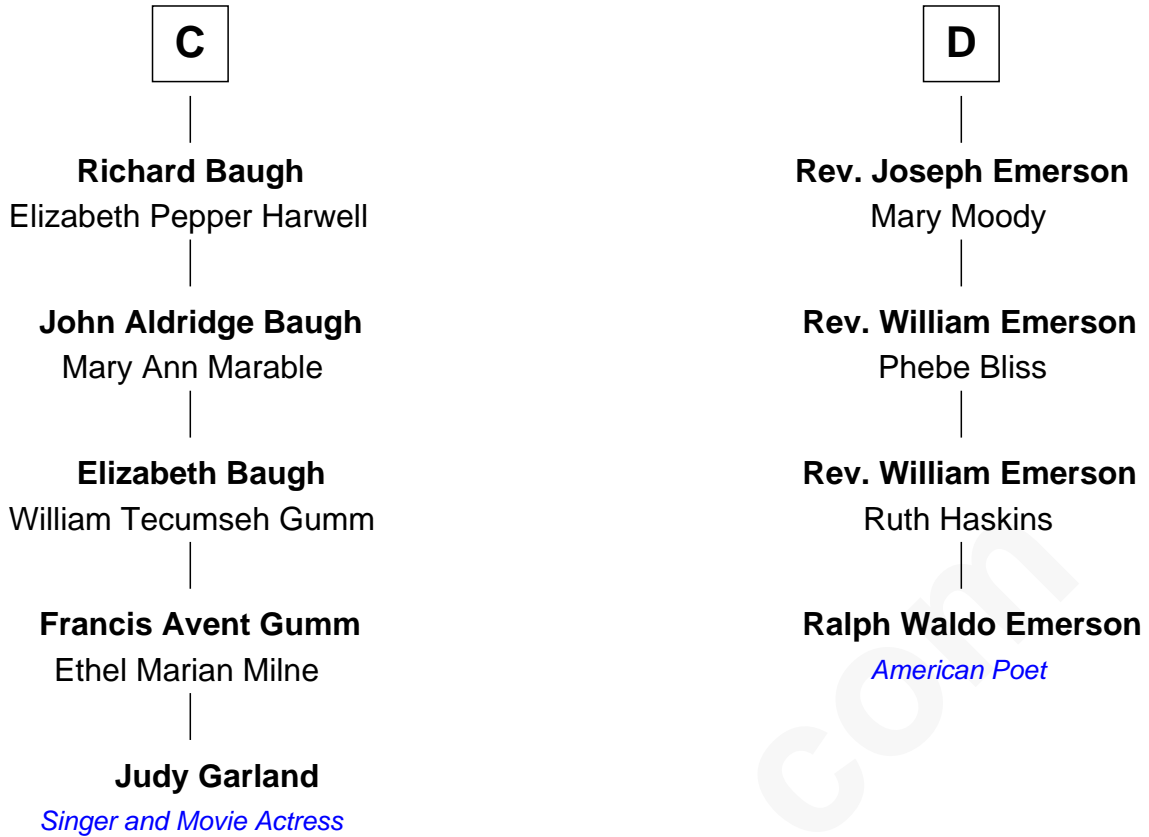 C
Richard Baugh
Elizabeth Pepper Harwell
John Aldridge Baugh
Mary Ann Marable
Elizabeth Baugh
William Tecumseh Gumm
Francis Avent Gumm
Ethel Marian Milne
Judy Garland
Singer and Movie Actress
D
Rev. Joseph Emerson
Mary Moody
Rev. William Emerson
Phebe Bliss
Rev. William Emerson
Ruth Haskins
Ralph Waldo Emerson
American Poet
com